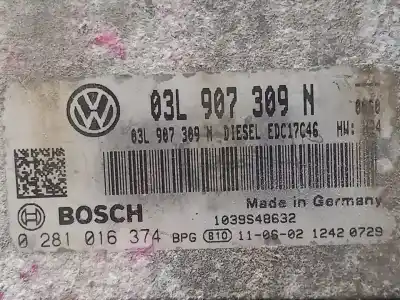 03L 907 309 N
03L 907 309 N DIESEL EDC17C46 HW:
Made in Germany
BOSCH
1039S48632
0 281 016 374 BPG 810 11-06-02 1242 0729